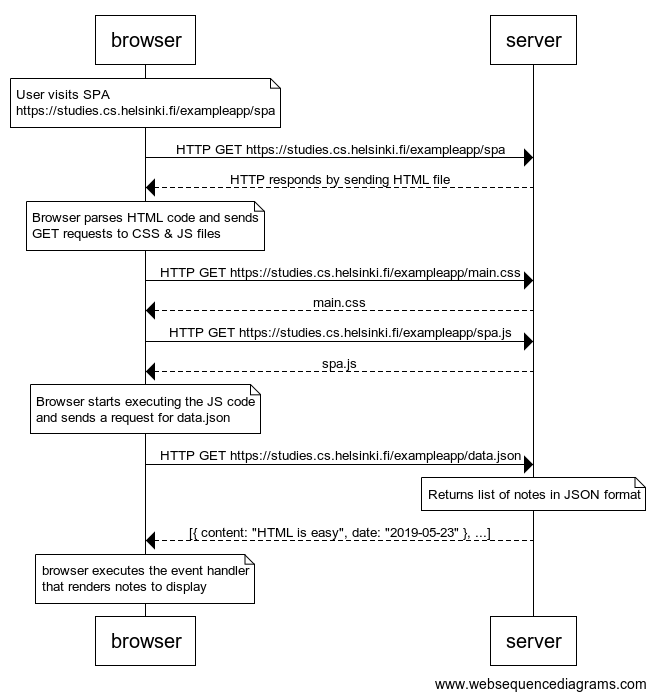 browser
server
User visits SPA
https://studies.cs.helsinki.fi/exampleapp/spa
HTTP GET https://studies.cs.helsinki.fi/exampleapp/spa
HTTP responds by sending HTML file
Browser parses HTML code and sends
GET requests to CSS & JS files
HTTP GET https://studies.cs.helsinki.fi/exampleapp/main.css
main.css
HTTP GET https://studies.cs.helsinki.fi/exampleapp/spa.js
spa.js
Browser starts executing the JS code
and sends a request for data.json
HTTP GET https://studies.cs.helsinki.fi/exampleapp/data.json
Returns list of notes in JSON format
[{ content: "HTML is easy", date: "2019-05-23" }, ...]
browser executes the event handler
that renders notes to display
browser
server
www.websequencediagrams.com